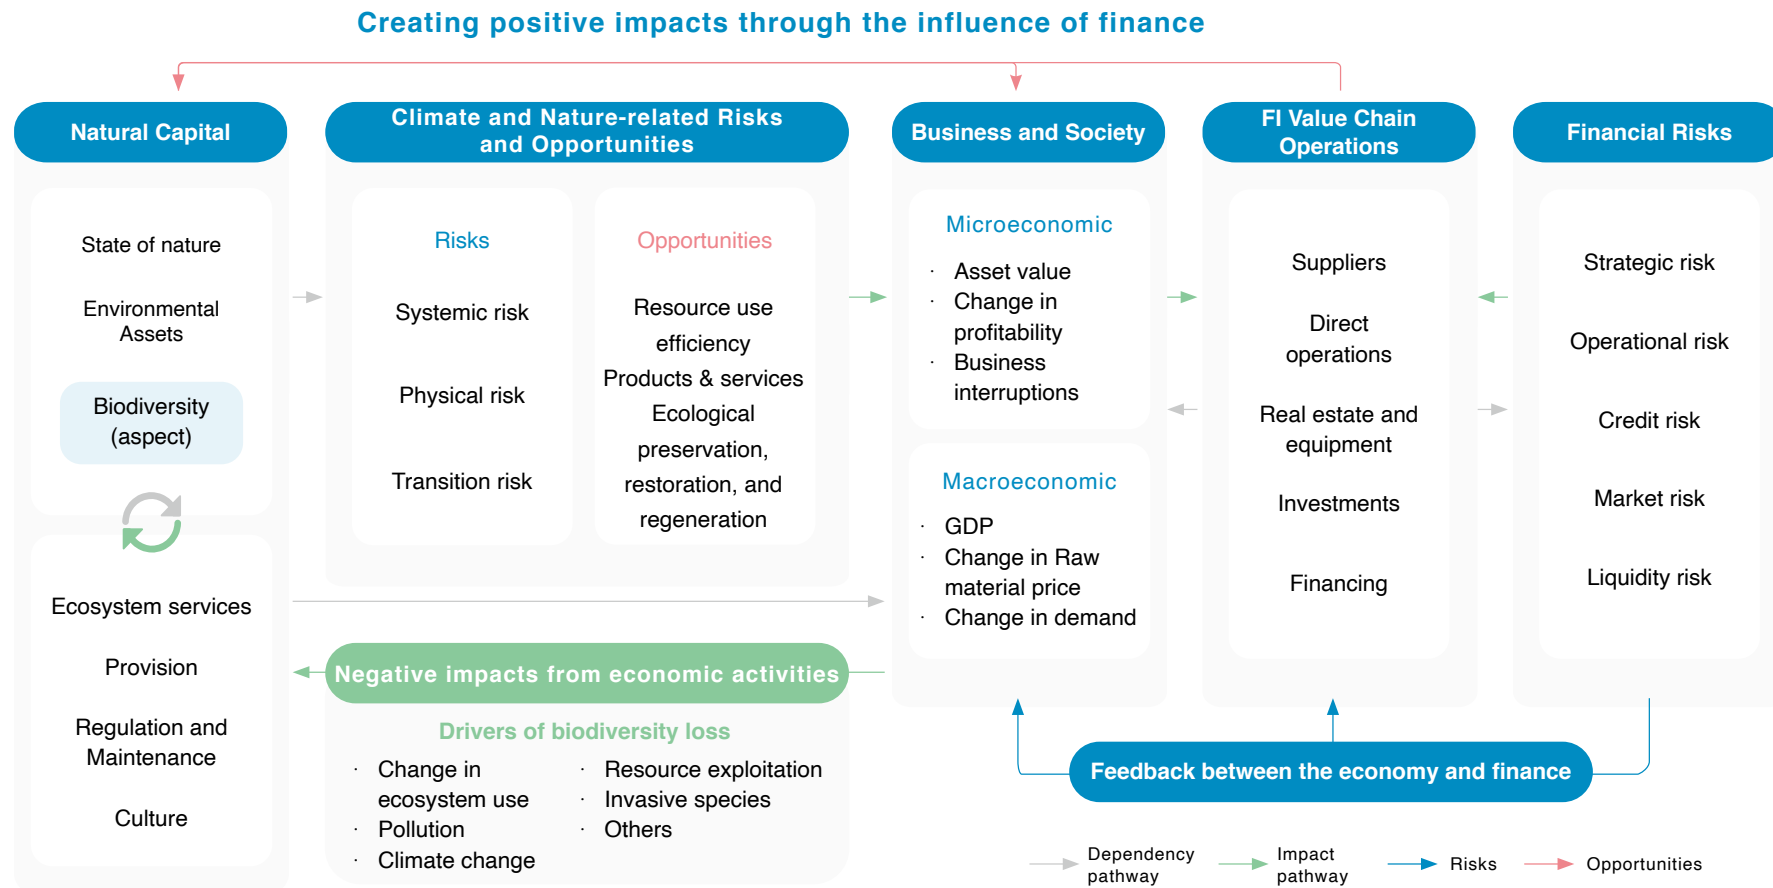 Creating positive impacts through the influence of finance
Natural Capital
State of nature
Environmental
Assets
Biodiversity
(aspect)
Ecosystem services
Provision
Regulation and
Maintenance
Culture
Climate and Nature-related Risks
and Opportunities
Risks
Systemic risk
Physical risk
Transition risk
Opportunities
Resource use
efficiency
Products & services
Ecological
preservation,
restoration, and
regeneration
Negative impacts from economic activities
Drivers of biodiversity loss
· Change in
ecosystem use
· Pollution
· Climate change
· Resource exploitation
· Invasive species
· Others
Business and Society
Microeconomic
· Asset value
· Change in
profitability
· Business
interruptions
Macroeconomic
· GDP
· Change in Raw
material price
· Change in demand
FI Value Chain
Operations
Suppliers
Direct
operations
Real estate and
equipment
Investments
Financing
Financial Risks
Strategic risk
Operational risk
Credit risk
Market risk
Liquidity risk
Feedback between the economy and finance
Dependency
pathway
Impact
pathway
Risks
Opportunities